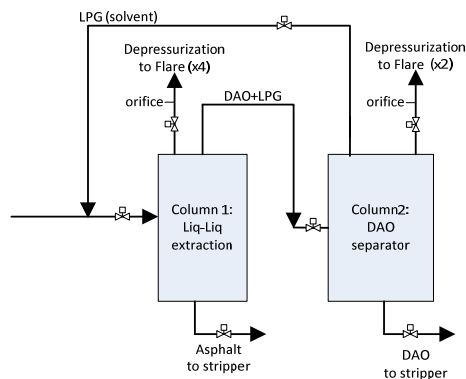 LPG (solvent)
Depressurization
to Flare (x4)
Depressurization
to Flare (x2)
orifice
DAO+LPG
orifice
Column 1:
Liq-Liq
extraction
Column2:
DAO
separator
Asphalt
to stripper
DAO
to stripper